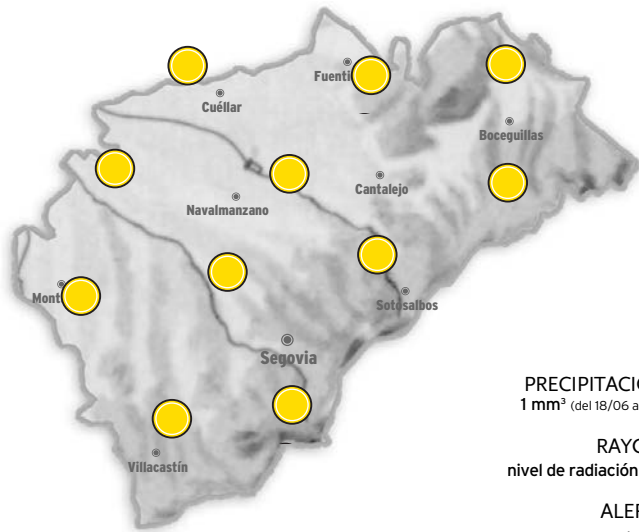 Fuenti
Cuéllar
Boceguillas
Cantalejo
Navalmanzano
Mont
Sotosalbos
Segovia
Villacastín
PRECIPITACIO
1 mm³ (del 18/06 a
RAYO
nivel de radiación
ALER